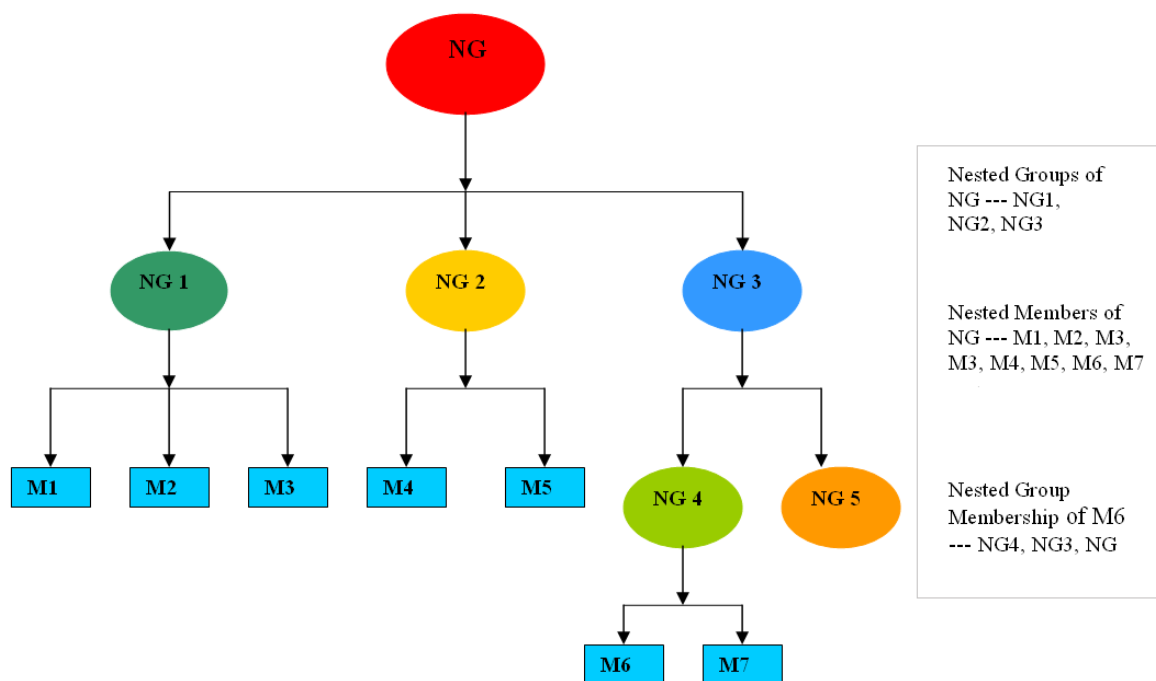 NG
NG 1
NG 2
NG 3
M1
M2
M3
M4
M5
NG 4
NG 5
M6
M7
Nested Groups of
NG --- NG1,
NG2, NG3
Nested Members of
NG --- M1, M2, M3,
M3, M4, M5, M6, M7
Nested Group
Membership of M6
--- NG4, NG3, NG